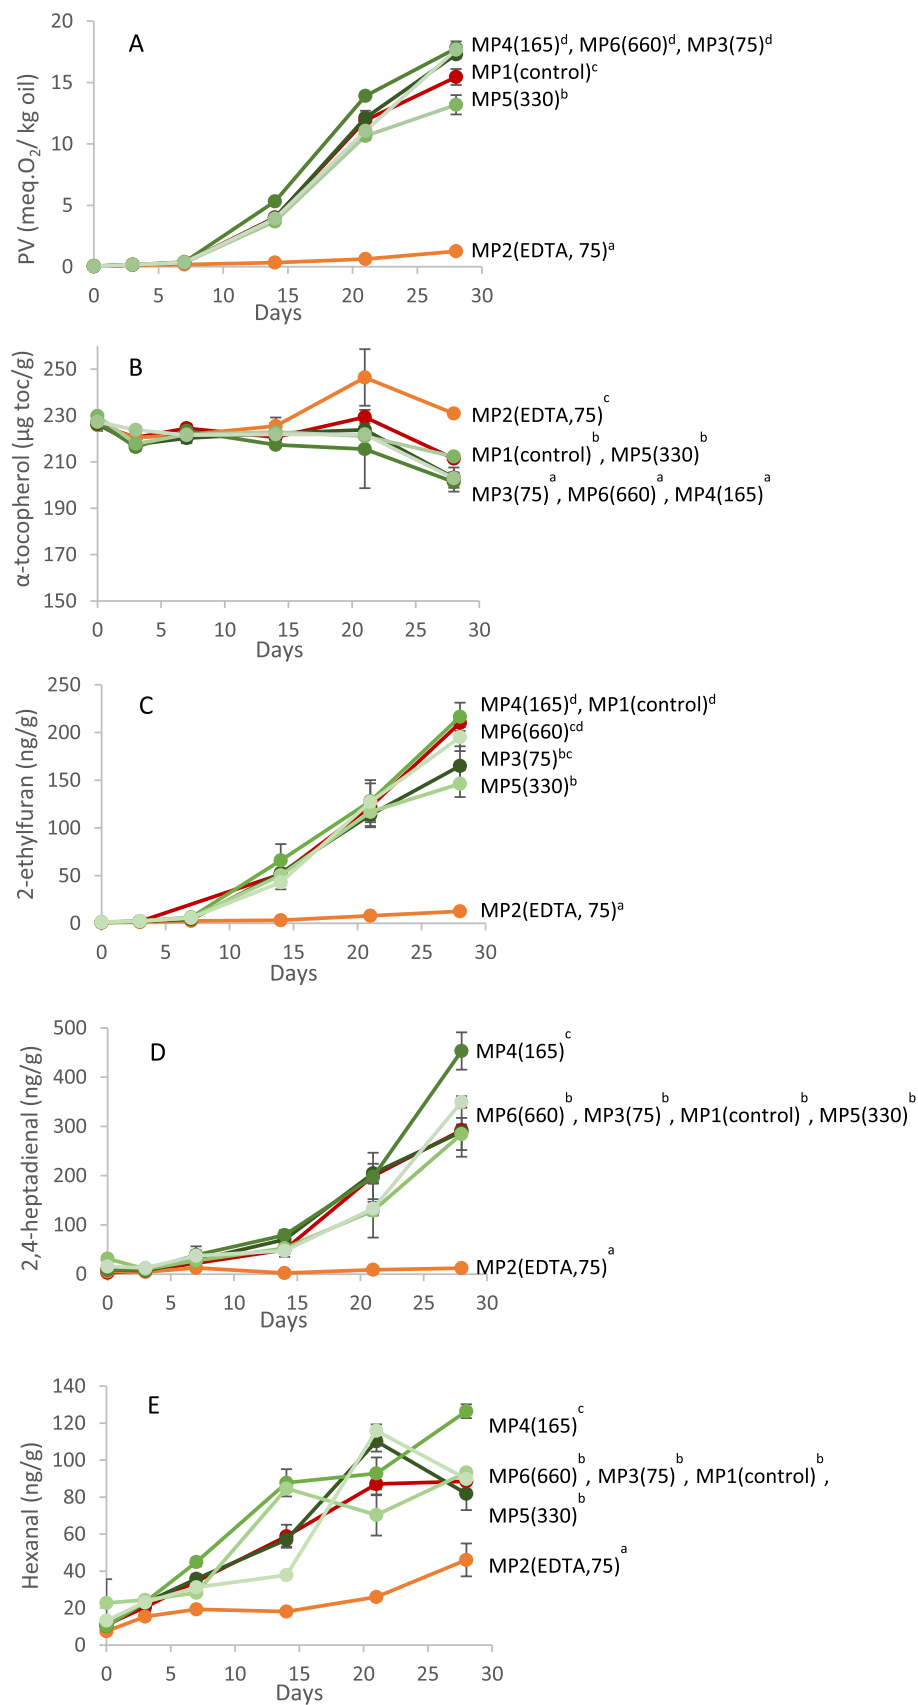 A
PV (meq.O₂/ kg oil)
20
15
10
5
0
0 5 10 15 20 25 30
Days
MP4(165)ᵈ, MP6(660)ᵈ, MP3(75)ᵈ
MP1(control)ᶜ
MP5(330)ᵇ
MP2(EDTA, 75)ᵃ
B
α-tocopherol (µg toc/g)
250
230
210
190
170
150
0 5 10 15 20 25 30
Days
MP2(EDTA,75)ᶜ
MP1(control)ᵇ, MP5(330)ᵇ
MP3(75)ᵃ, MP6(660)ᵃ, MP4(165)ᵃ
C
2-ethylfuran (ng/g)
250
200
150
100
50
0
0 5 10 15 20 25 30
Days
MP4(165)ᵈ, MP1(control)ᵈ
MP6(660)ᶜᵈ
MP3(75)ᵇᶜ
MP5(330)ᵇ
MP2(EDTA, 75)ᵃ
D
2,4-heptadienal (ng/g)
500
400
300
200
100
0
0 5 10 15 20 25 30
Days
MP4(165)ᶜ
MP6(660)ᵇ, MP3(75)ᵇ, MP1(control)ᵇ, MP5(330)ᵇ
MP2(EDTA,75)ᵃ
E
Hexanal (ng/g)
140
120
100
80
60
40
20
0
0 5 10 15 20 25 30
Days
MP4(165)ᶜ
MP6(660)ᵇ, MP3(75)ᵇ, MP1(control)ᵇ,
MP5(330)ᵇ
MP2(EDTA,75)ᵃ